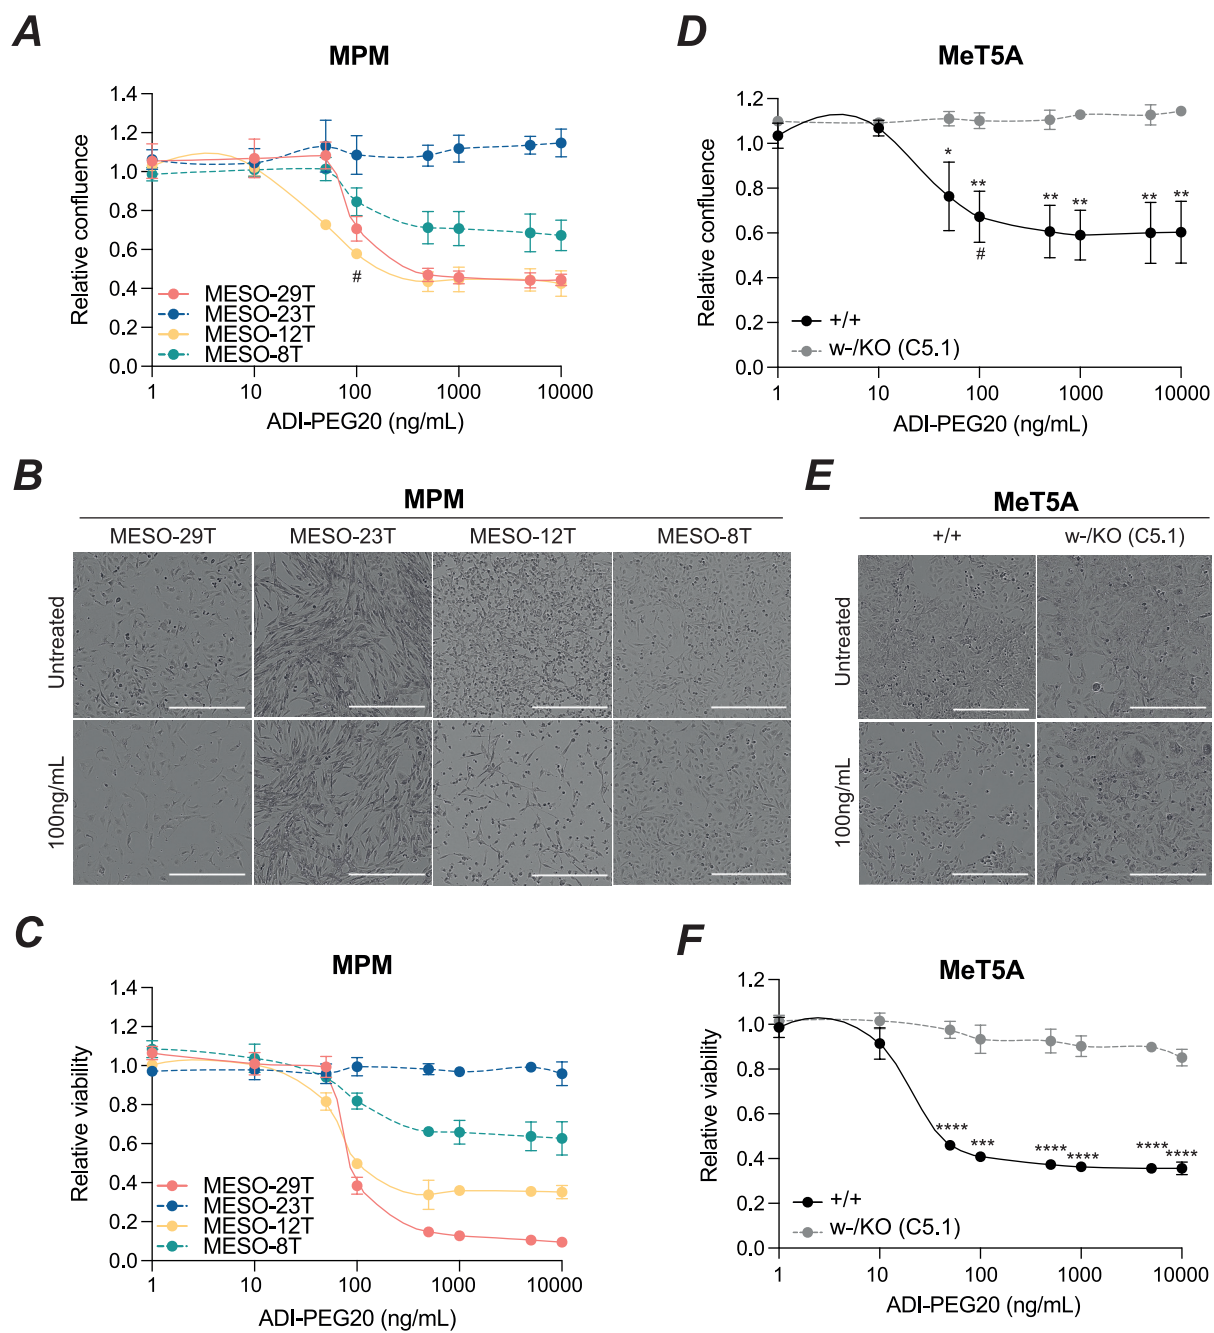 A
MPM
Relative confluence
1.4
1.2
1.0
0.8
0.6
0.4
0.2
0.0
#
MESO-29T
MESO-23T
MESO-12T
MESO-8T
1 10 100 1000 10000
ADI-PEG20 (ng/mL)
D
MeT5A
Relative confluence
1.2
1.0
0.8
0.6
0.4
0.2
0.0
* ** ** ** ** **
#
+/+
w-/KO (C5.1)
1 10 100 1000 10000
ADI-PEG20 (ng/mL)
B
MPM
MESO-29T MESO-23T MESO-12T MESO-8T
Untreated
100ng/mL
E
MeT5A
+/+ w-/KO (C5.1)
Untreated
100ng/mL
C
MPM
Relative viability
1.4
1.2
1.0
0.8
0.6
0.4
0.2
0.0
MESO-29T
MESO-23T
MESO-12T
MESO-8T
1 10 100 1000 10000
ADI-PEG20 (ng/mL)
F
MeT5A
Relative viability
1.2
1.0
0.8
0.6
0.4
0.2
0.0
**** *** **** **** **** ****
+/+
w-/KO (C5.1)
1 10 100 1000 10000
ADI-PEG20 (ng/mL)